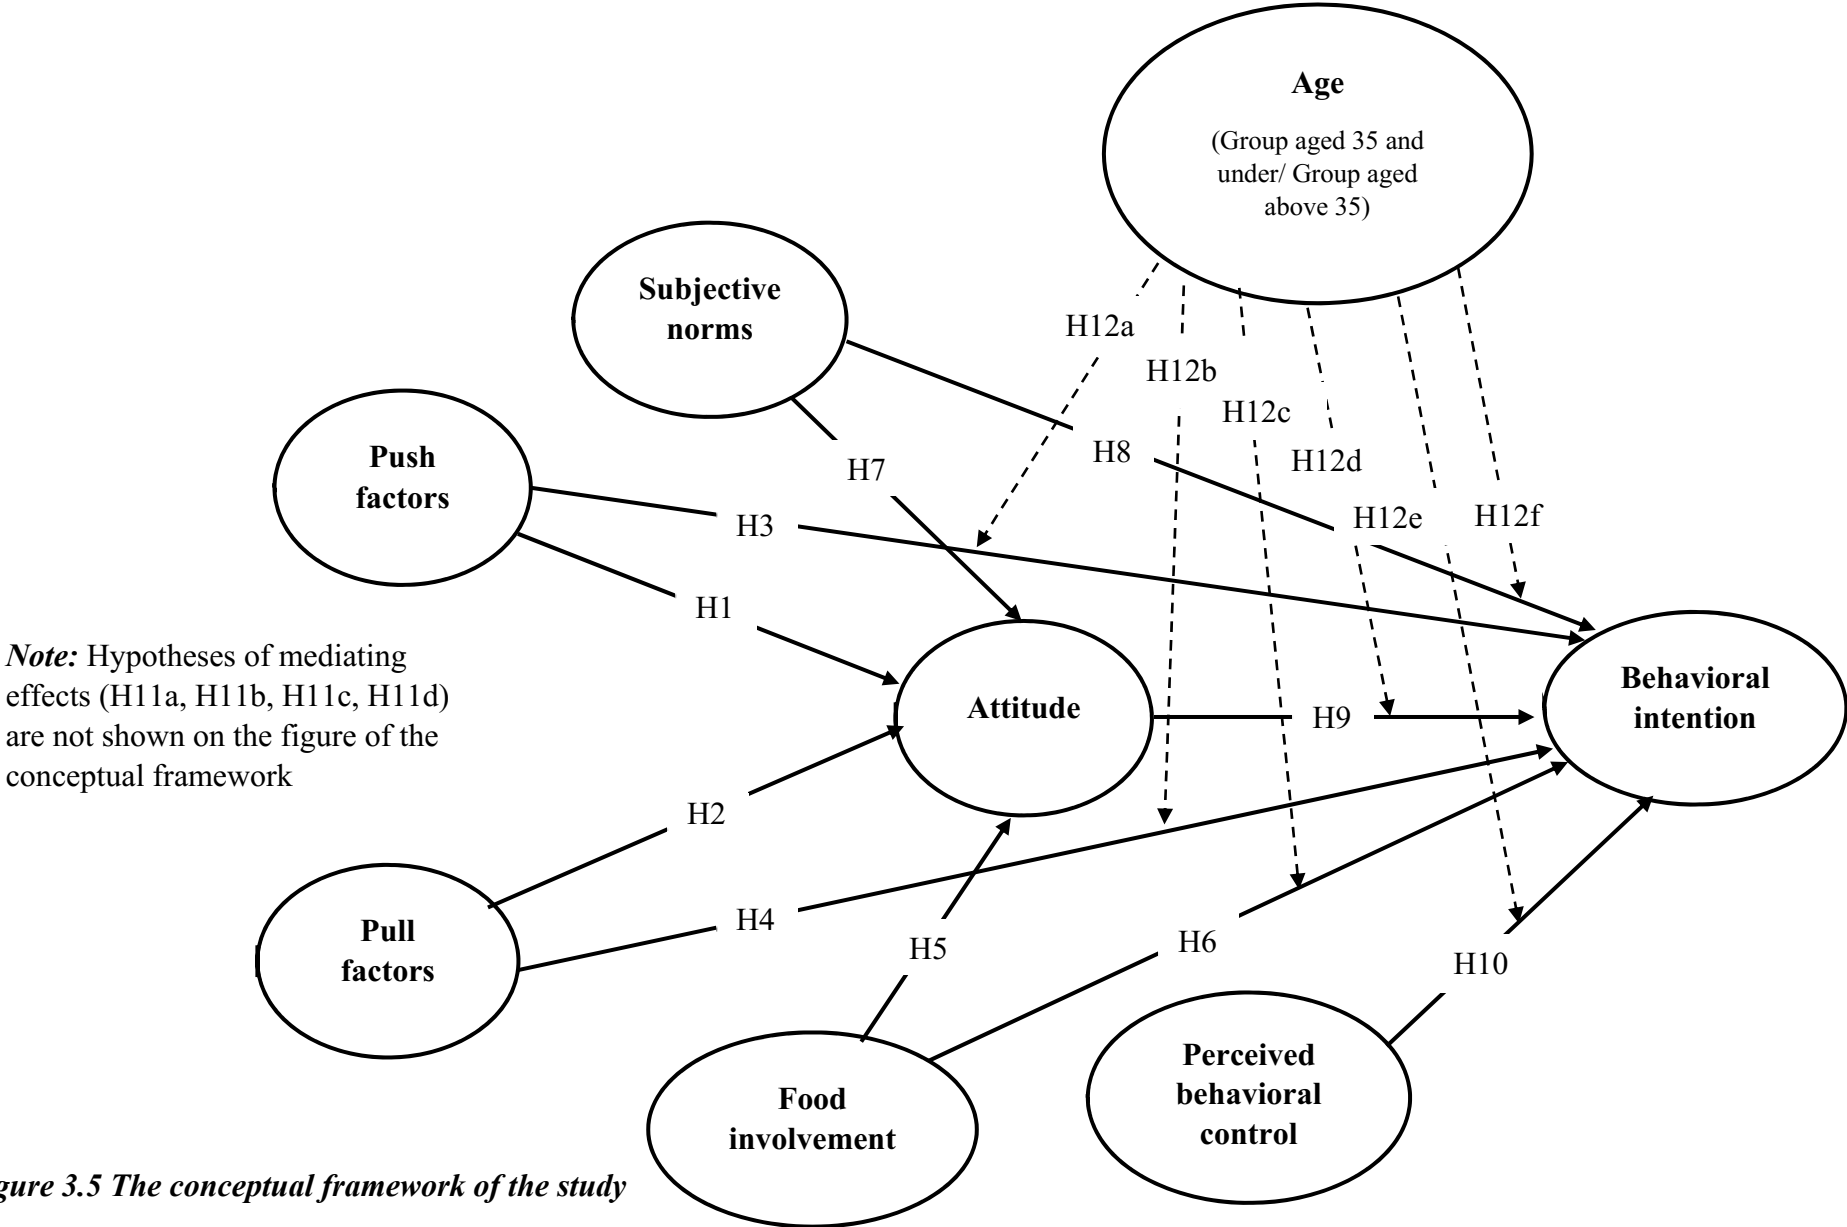 Age
(Group aged 35 and
under/ Group aged
above 35)
Subjective
norms
H12a
H12b
H12c
H8
H12d
Push
factors
H7
H3
H12e
H12f
H1
Note: Hypotheses of mediating
effects (H11a, H11b, H11c, H11d)
are not shown on the figure of the
conceptual framework
Attitude
H9
Behavioral
intention
H2
Pull
factors
H4
H5
H6
H10
Food
involvement
Perceived
behavioral
control
gure 3.5 The conceptual framework of the study